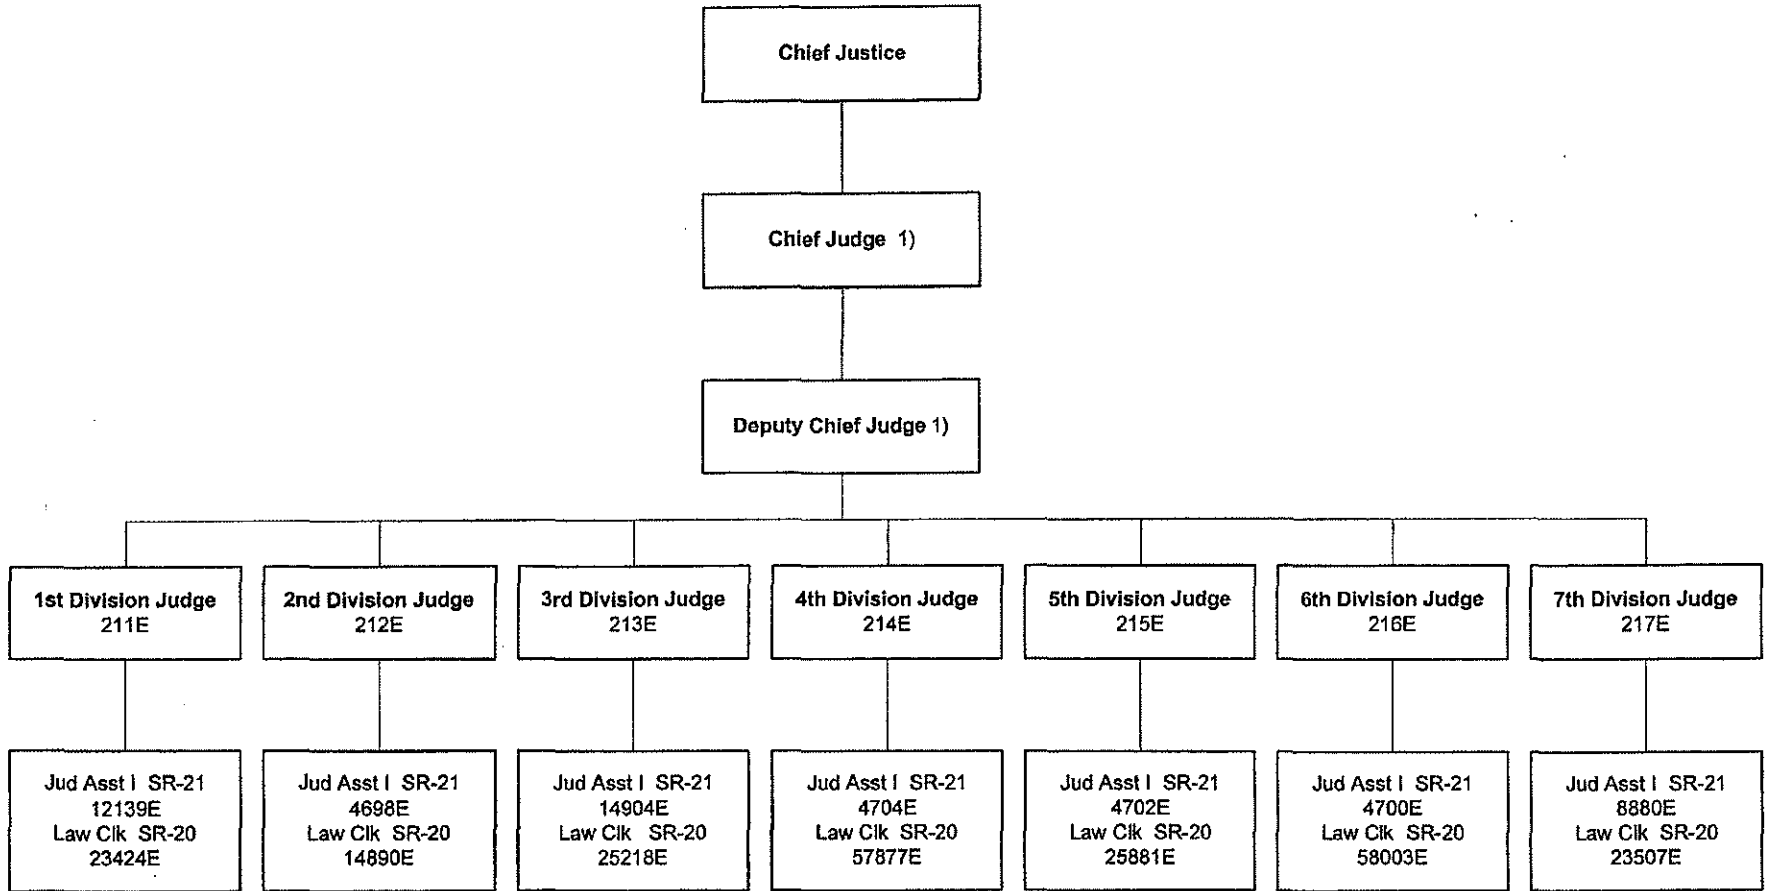 Chief Justice
Chief Judge 1)
Deputy Chief Judge 1)
1st Division Judge
211E
2nd Division Judge
212E
3rd Division Judge
213E
4th Division Judge
214E
5th Division Judge
215E
6th Division Judge
216E
7th Division Judge
217E
Jud Asst I SR-21
12139E
Law Clk SR-20
23424E
Jud Asst I SR-21
4698E
Law Clk SR-20
14890E
Jud Asst I SR-21
14904E
Law Clk SR-20
25218E
Jud Asst I SR-21
4704E
Law Clk SR-20
57877E
Jud Asst I SR-21
4702E
Law Clk SR-20
25881E
Jud Asst I SR-21
4700E
Law Clk SR-20
58003E
Jud Asst I SR-21
8880E
Law Clk SR-20
23507E